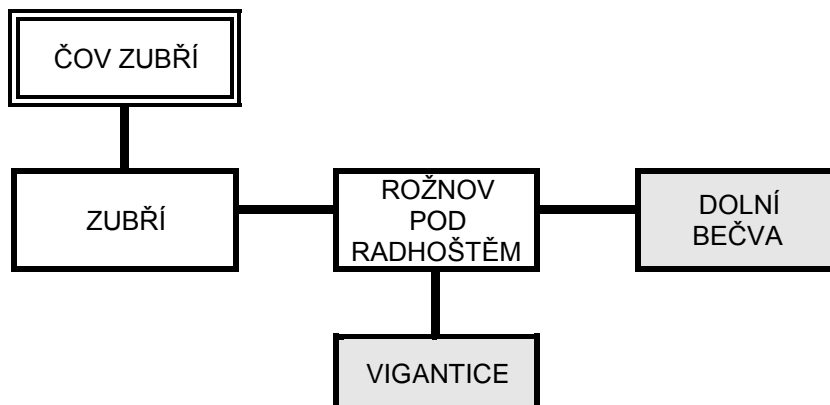 ČOV ZUBŘÍ
ZUBŘÍ
ROŽNOV
POD
RADHOŠTĚM
DOLNÍ
BEČVA
VIGANTICE